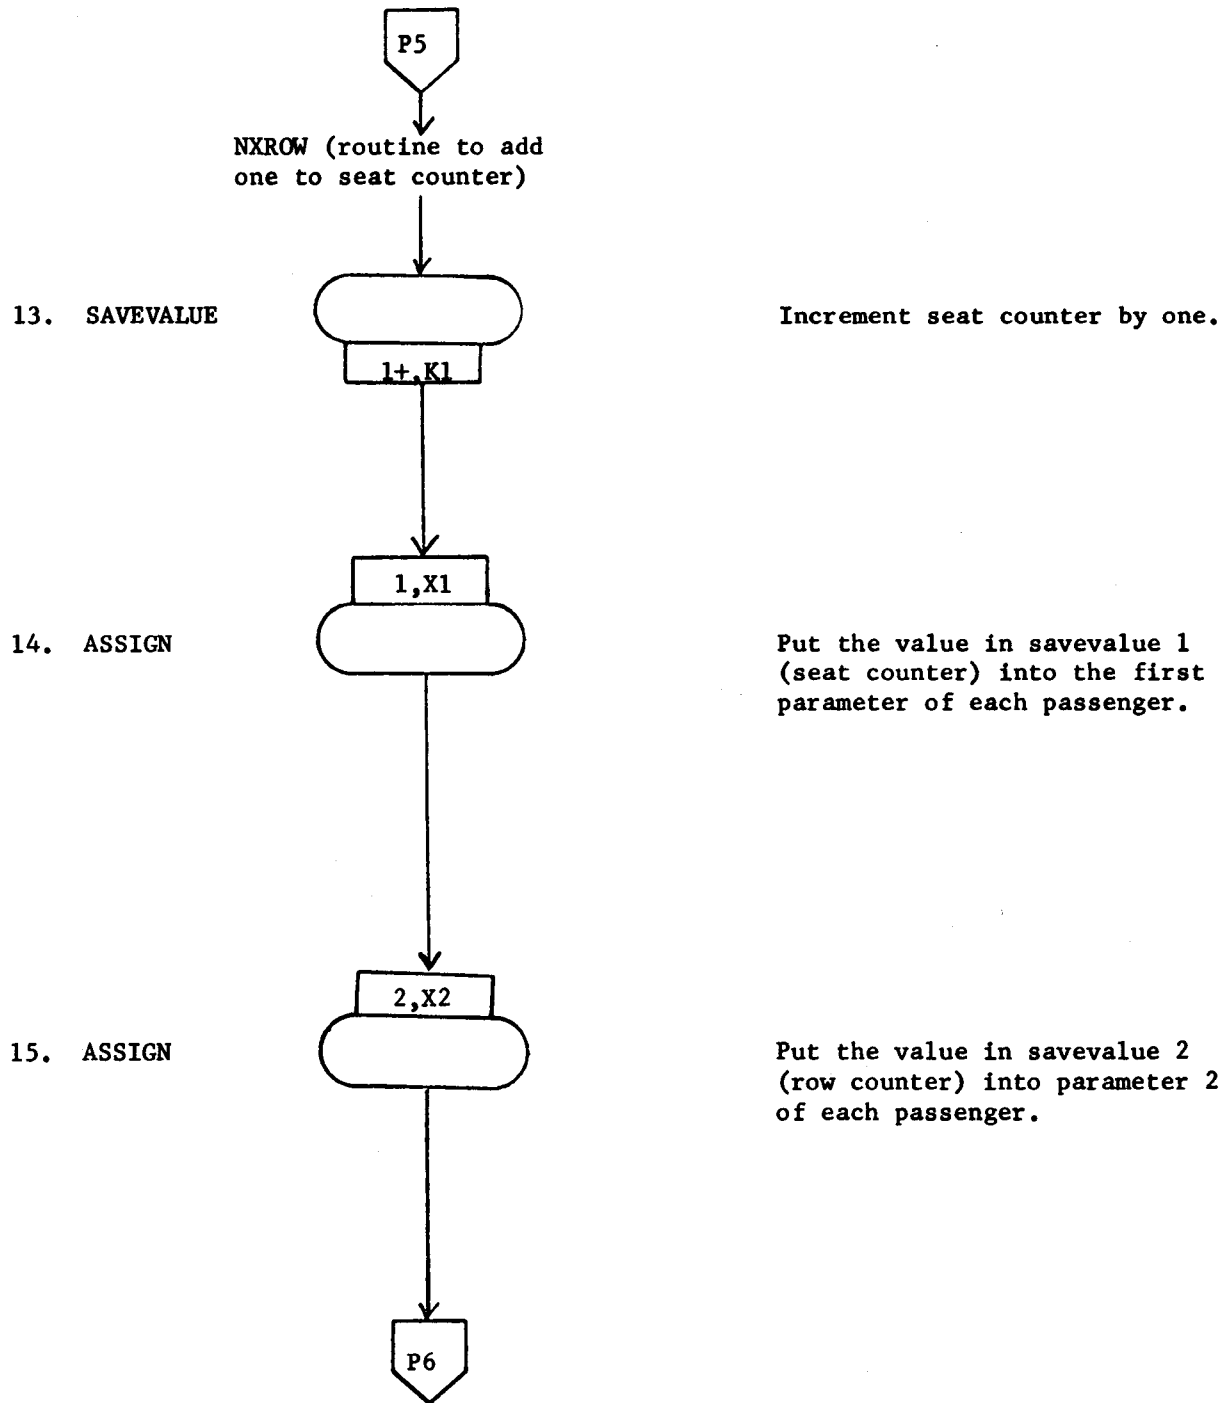 P5
NXROW (routine to add
one to seat counter)
13. SAVEVALUE
1+,K1
Increment seat counter by one.
1,X1
14. ASSIGN
Put the value in savevalue 1
(seat counter) into the first
parameter of each passenger.
2,X2
15. ASSIGN
Put the value in savevalue 2
(row counter) into parameter 2
of each passenger.
P6